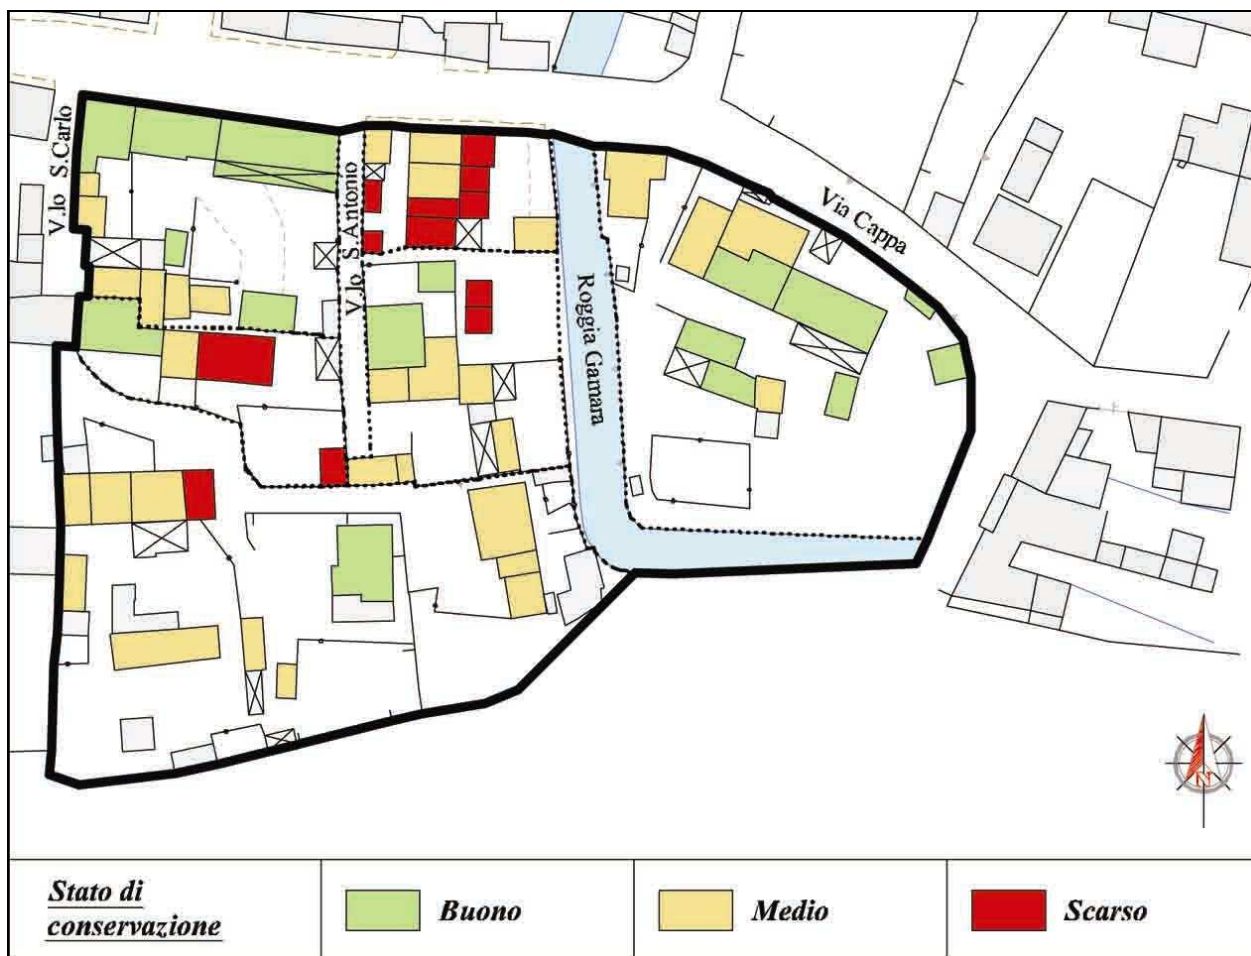 V.lo S.Carlo
V.lo S Antonio
Via Cappa
Roggia Gamara
N
Stato di
conservazione
Buono
Medio
Scarso